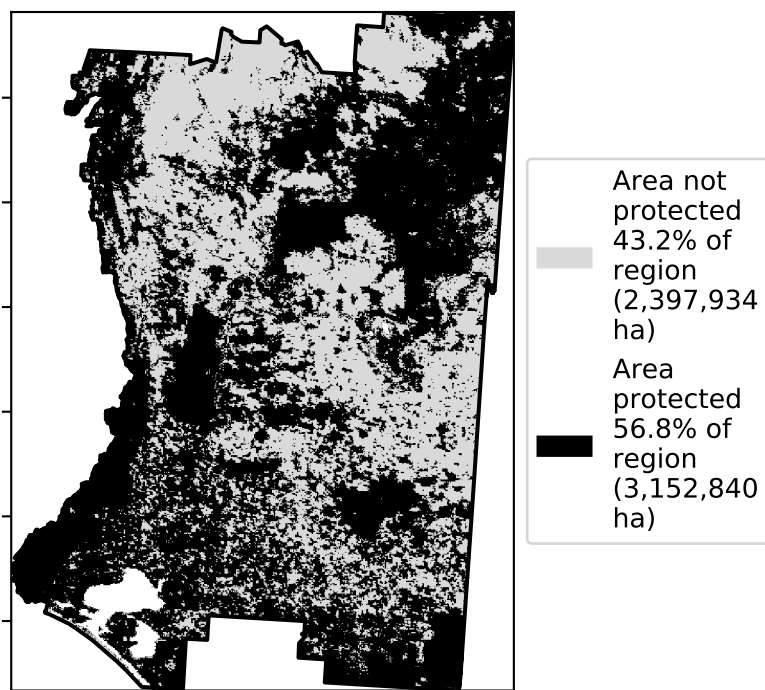 Area not
protected
43.2% of
region
(2,397,934
ha)
Area
protected
56.8% of
region
(3,152,840
ha)